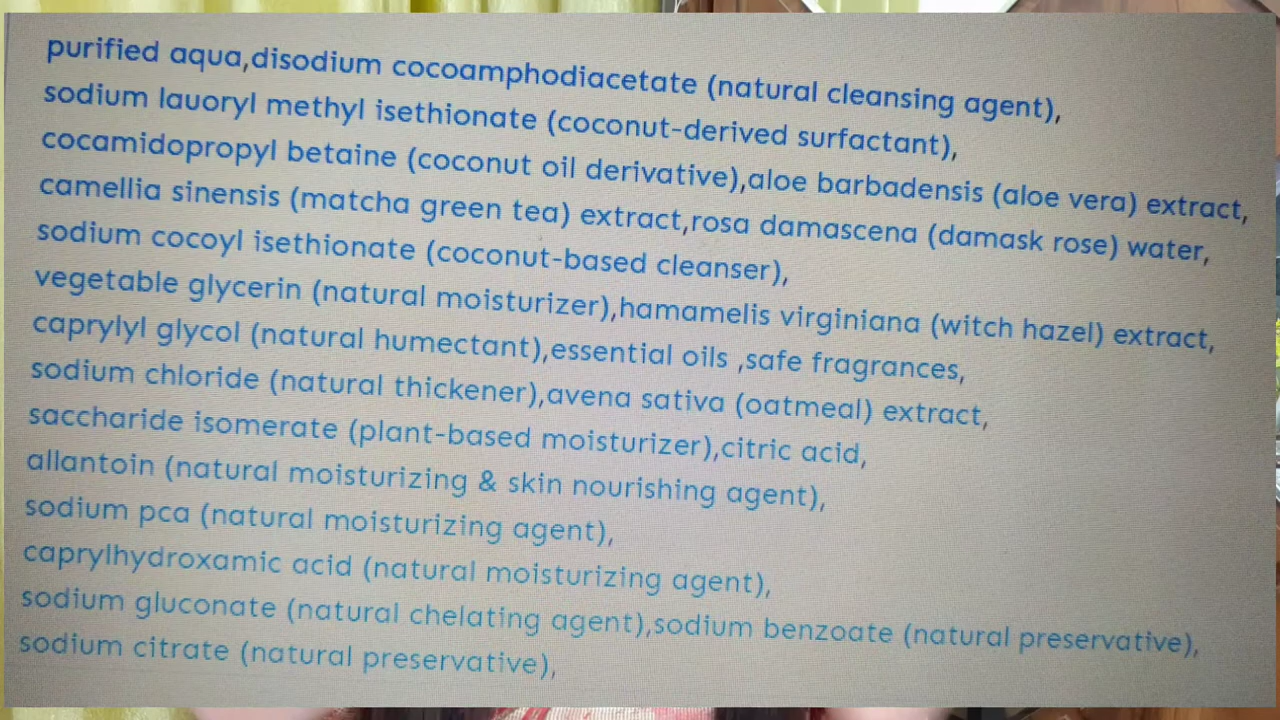 purified aqua,disodium cocoamphodiacetate (natural cleansing agent),
sodium lauoryl methyl isethionate (coconut-derived surfactant),
cocamidopropyl betaine (coconut oil derivative),aloe barbadensis (aloe vera) extract,
camellia sinensis (matcha green tea) extract,rosa damascena (damask rose) water,
sodium cocoyl isethionate (coconut-based cleanser),
vegetable glycerin (natural moisturizer),hamamelis virginiana (witch hazel) extract,
caprylyl glycol (natural humectant),essential oils ,safe fragrances,
sodium chloride (natural thickener),avena sativa (oatmeal) extract,
saccharide isomerate (plant-based moisturizer),citric acid,
allantoin (natural moisturizing & skin nourishing agent),
sodium pca (natural moisturizing agent),
caprylhydroxamic acid (natural moisturizing agent),
sodium gluconate (natural chelating agent),sodium benzoate (natural preservative),
sodium citrate (natural preservative),